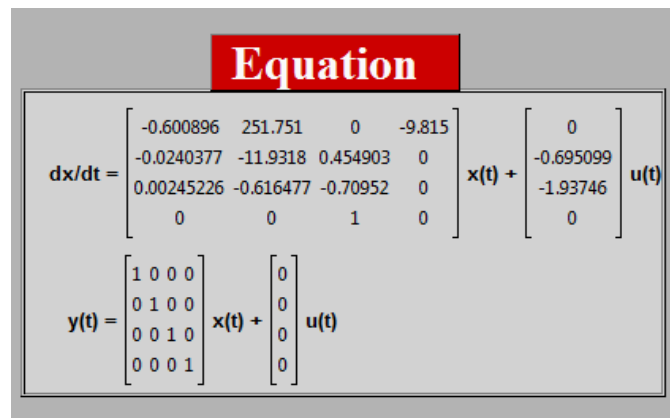 Equation
-0.600896 251.751 0 -9.815 0
-0.0240377 -11.9318 0.454903 0 -0.695099
dx/dt = x(t) + u(t)
0.00245226 -0.616477 -0.70952 0 -1.93746
0 0 1 0 0
1 0 0 0 0
0 1 0 0 0
y(t) = x(t) + u(t)
0 0 1 0 0
0 0 0 1 0